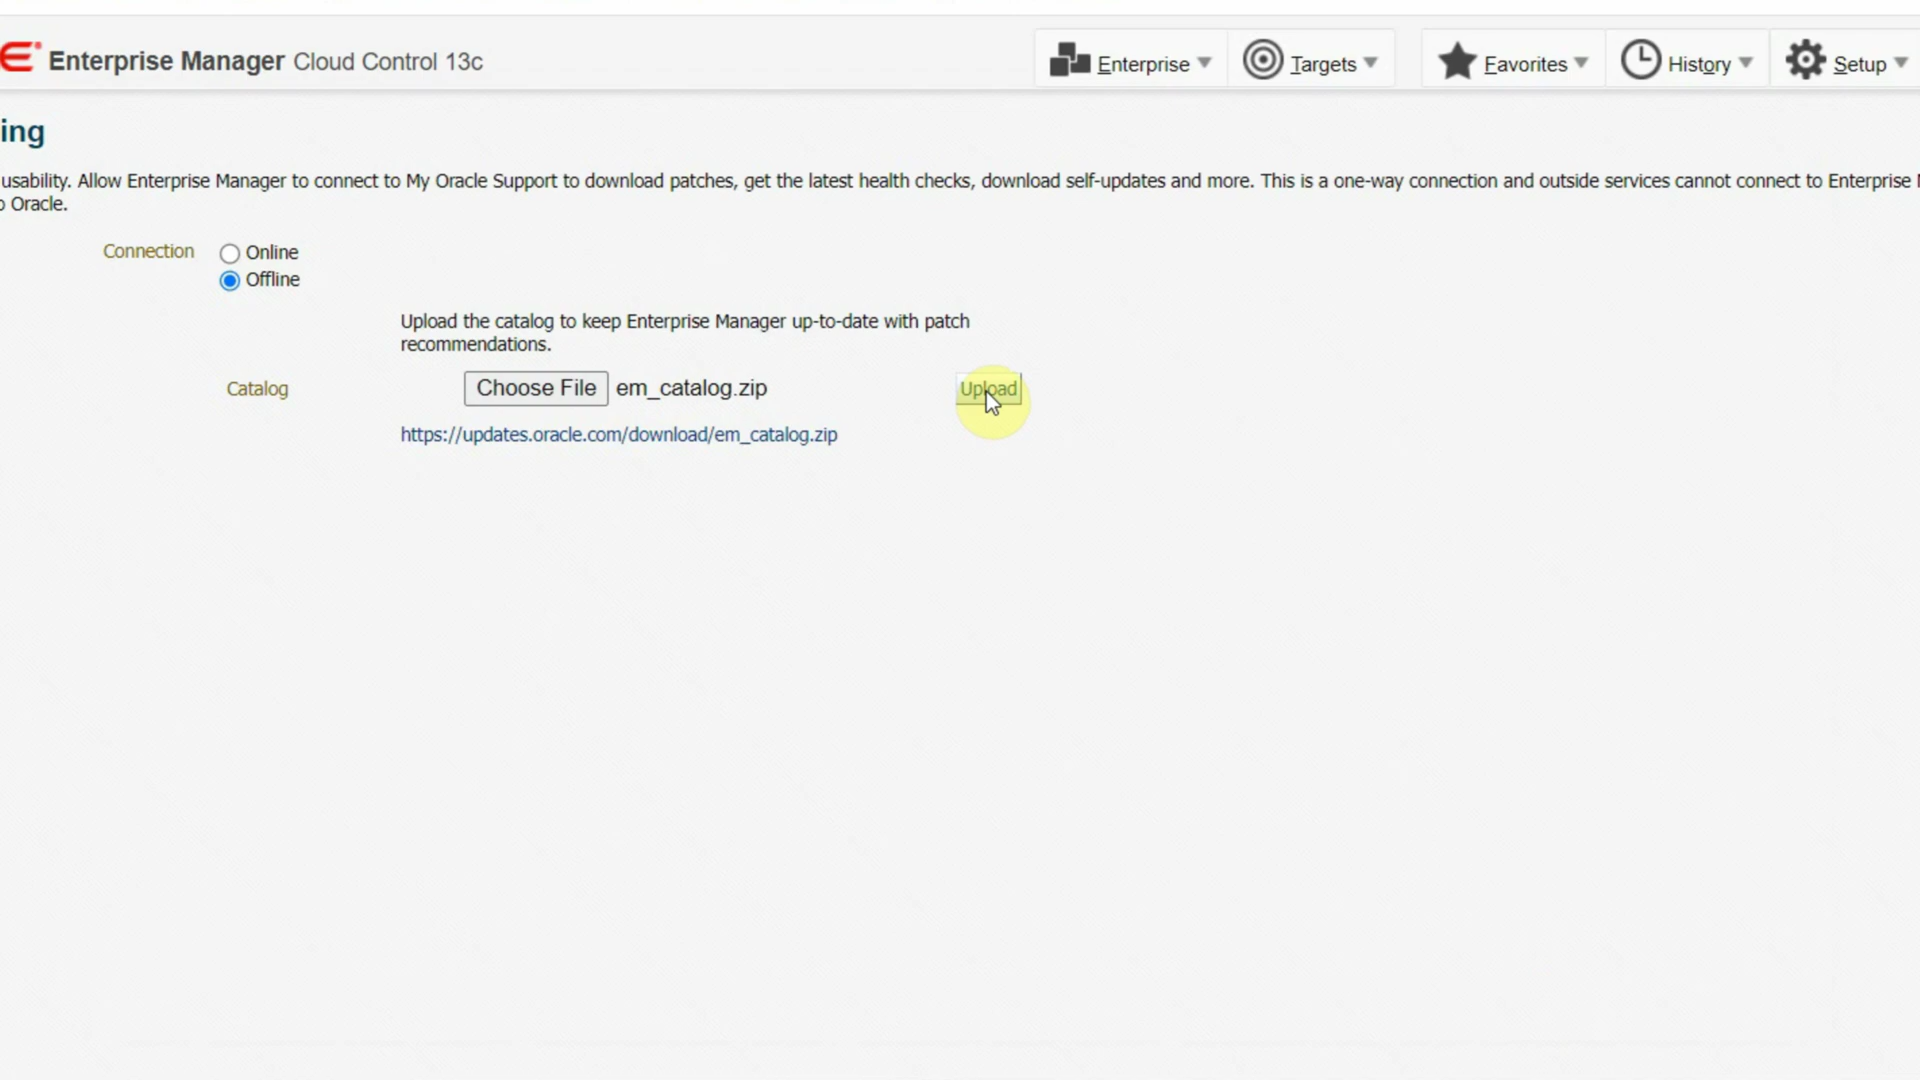 Enterprise Manager Cloud Control 13c
Enterprise
Targets
Favorites
History
Setup
ing
usability. Allow Enterprise Manager to connect to My Oracle Support to download patches, get the latest health checks, download self-updates and more. This is a one-way connection and outside services cannot connect to Enterprise
Oracle.
Connection
Online
Offline
Upload the catalog to keep Enterprise Manager up-to-date with patch
recommendations.
Catalog
Choose File em_catalog.zip
Upload
https://updates.oracle.com/download/em_catalog.zip